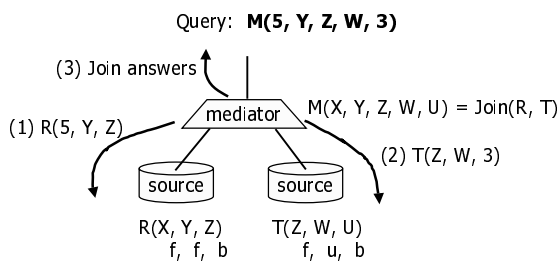 Query: M(5, Y, Z, W, 3)
(3) Join answers
mediator
M(X, Y, Z, W, U) = Join(R, T)
(1) R(5, Y, Z)
(2) T(Z, W, 3)
source
source
R(X, Y, Z)
f, f, b
T(Z, W, U)
f, u, b